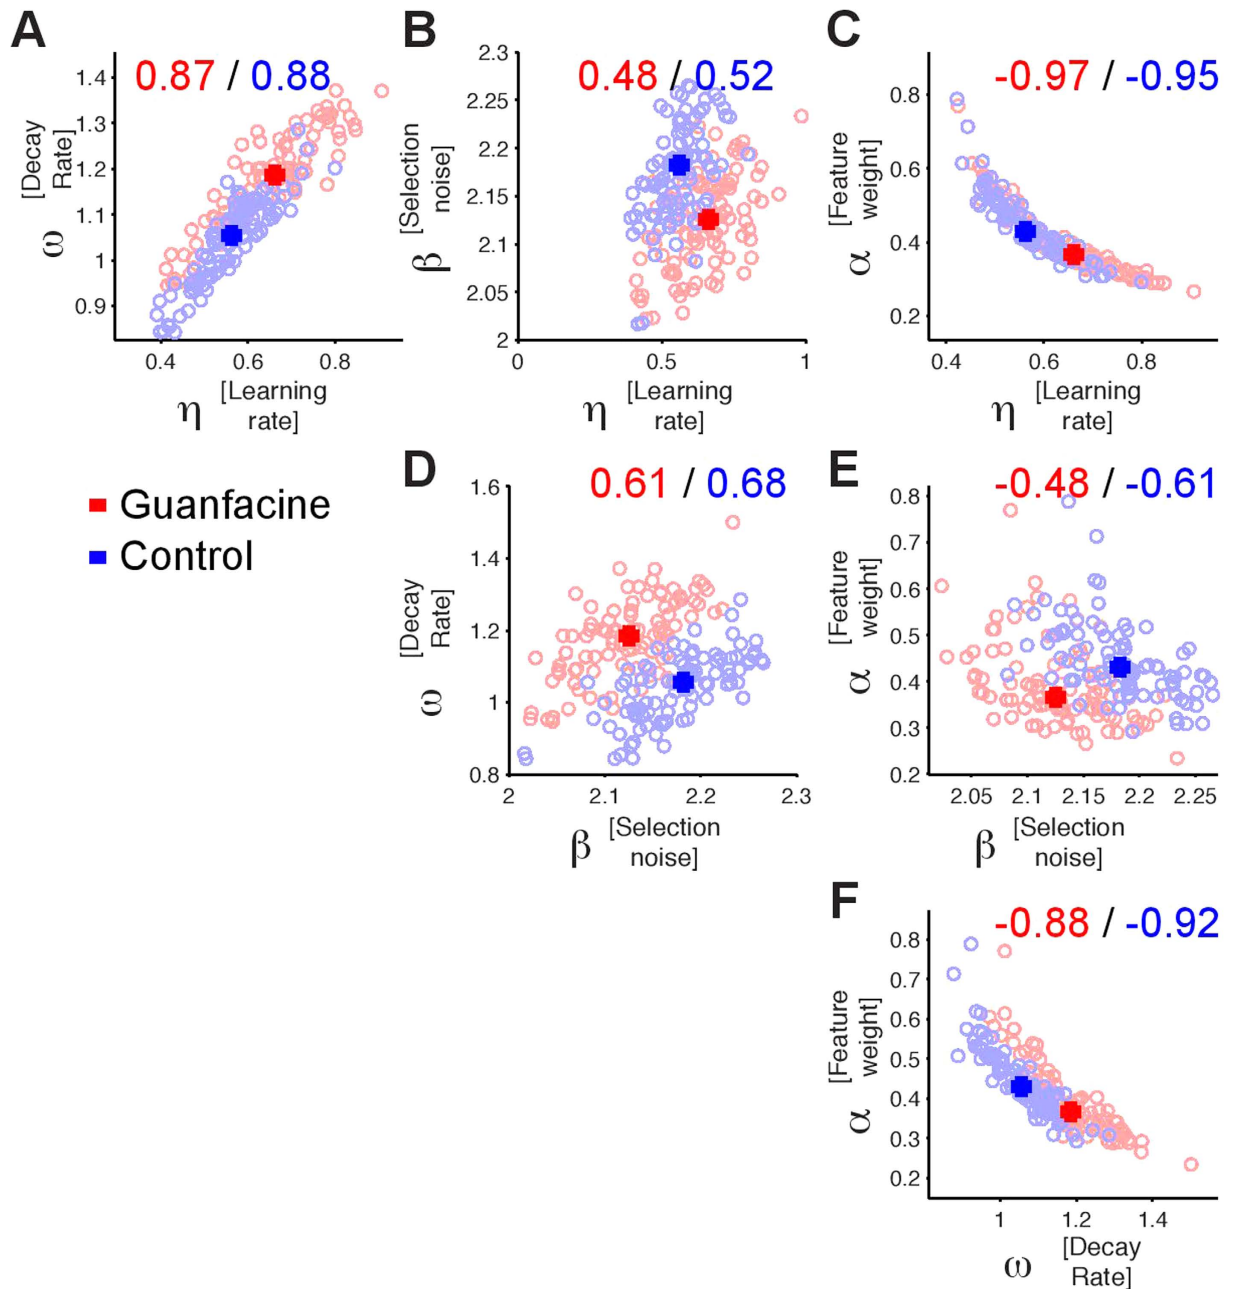 A
0.87 / 0.88
ω
[Decay
Rate]
1.4
1.3
1.2
1.1
1
0.9
0.4
0.6
0.8
η
[Learning
rate]
B
0.48 / 0.52
β
[Selection
noise]
2.3
2.25
2.2
2.15
2.1
2.05
2
0
0.5
1
η
[Learning
rate]
C
-0.97 / -0.95
α
[Feature
weight]
0.8
0.6
0.4
0.2
0.4
0.6
0.8
η
[Learning
rate]
Guanfacine
Control
D
0.61 / 0.68
ω
[Decay
Rate]
1.6
1.4
1.2
1
0.8
2
2.1
2.2
2.3
β
[Selection
noise]
E
-0.48 / -0.61
α
[Feature
weight]
0.8
0.7
0.6
0.5
0.4
0.3
0.2
2.05
2.1
2.15
2.2
2.25
β
[Selection
noise]
F
-0.88 / -0.92
α
[Feature
weight]
0.8
0.7
0.6
0.5
0.4
0.3
0.2
1
1.2
1.4
ω
[Decay
Rate]